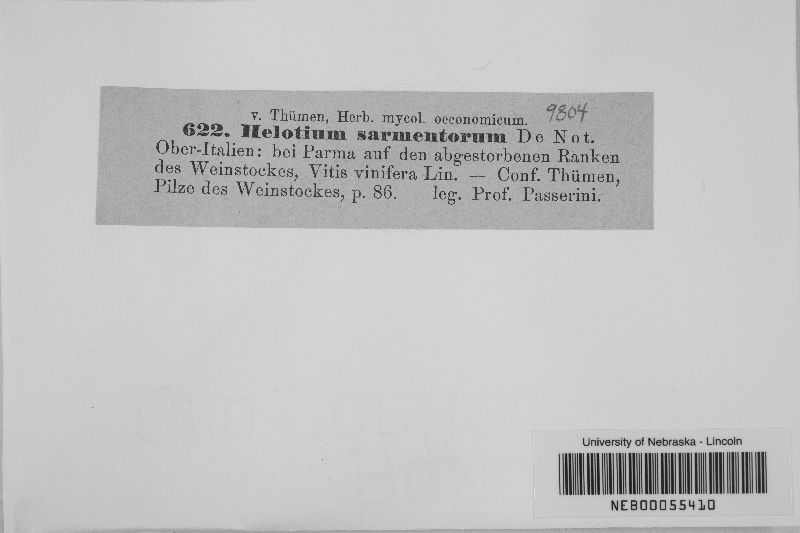 v. Thümen, Herb. mycol. oeconomicum. 9804
622. Helotium sarmentorum De Not.
Ober-Italien: bei Parma auf den abgestorbenen Ranken
des Weinstockes, Vitis vinifera Lin. — Conf. Thümen,
Pilze des Weinstockes, p. 86. leg. Prof. Passerini.
University of Nebraska - Lincoln
NEB00055410